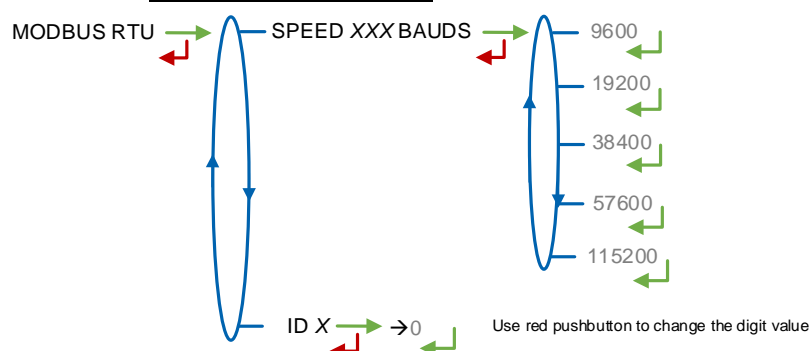 MODBUS RTU SPEED XXX BAUDS 9600
19200
38400
57600
115200
ID X →0 Use red pushbutton to change the digit value